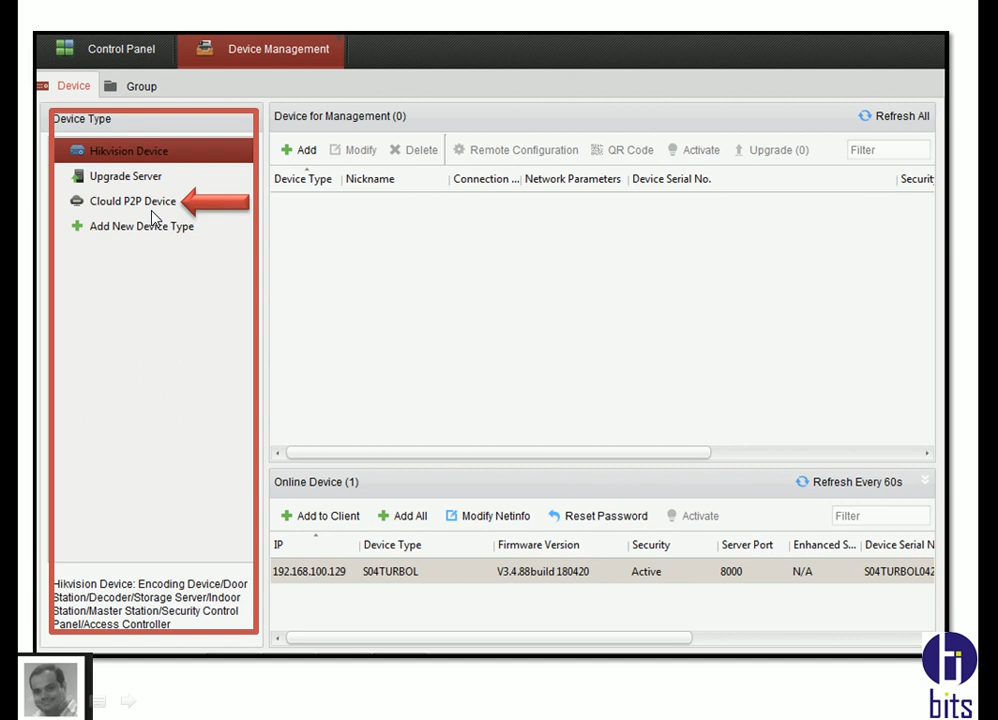 Control Panel
Device Management
Device
Group
Device Type
Hikvision Device
Upgrade Server
Clould P2P Device
Add New Device Type
Hikvision Device: Encoding Device/Door
Station/Decoder/Storage Server/Indoor
Station/Master Station/Security Control
Panel/Access Controller
Device for Management (0)
Refresh All
Add Modify Delete Remote Configuration QR Code Activate Upgrade (0) Filter
Device Type Nickname Connection ... Network Parameters Device Serial No. Securit
Online Device (1)
Refresh Every 60s
Add to Client Add All Modify Netinfo Reset Password Activate Filter
IP Device Type Firmware Version Security Server Port Enhanced S... Device Serial N
192.168.100.129 S04TURBOL V3.4.88build 180420 Active 8000 N/A S04TURBOL042
hi
bits